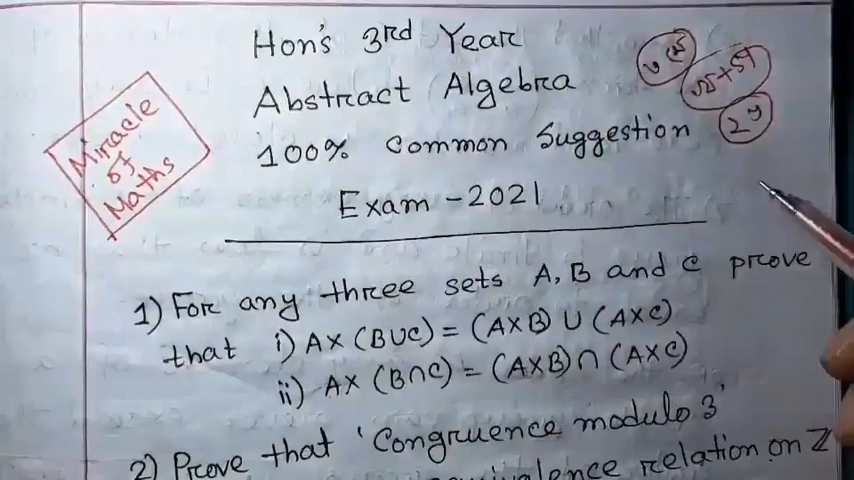 Hon's 3rd Year
Abstract Algebra
100% Common Suggestion
Exam - 2021
Miracle
of
Maths
1) For any three sets A, B and C prove
that i) A× (B∪C) = (A×B) ∪ (A×C)
ii) A× (B∩C) = (A×B) ∩ (A×C)
2) Prove that 'Congruence modulo 3'
equivalence relation on Z